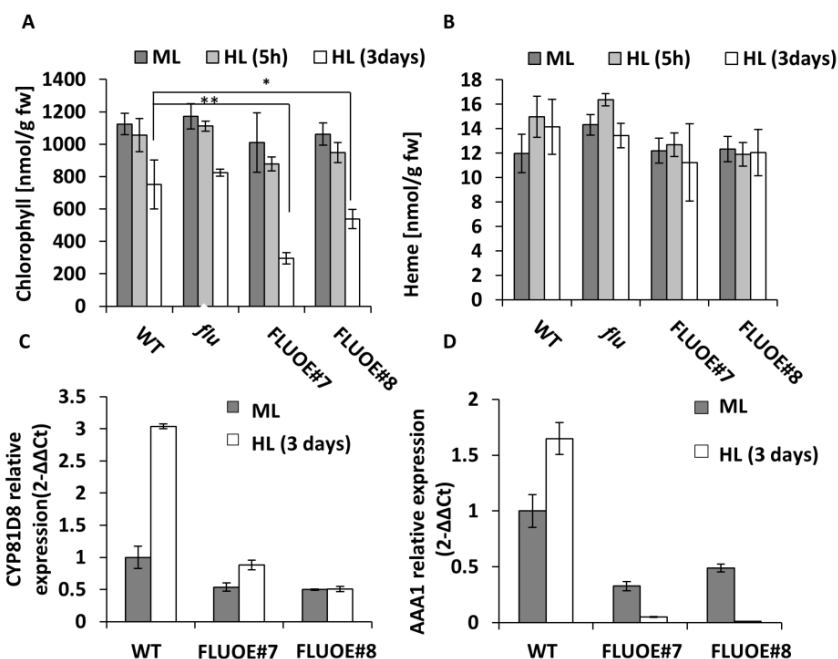 A
ML HL (5h) HL (3days)
Chlorophyll [nmol/g fw]
1400
1200
1000
800
600
400
200
0
*
**
WT
flu
FLUOE#7
FLUOE#8
B
ML HL (5h) HL (3days)
Heme [nmol/g fw]
18
16
14
12
10
8
6
4
2
0
WT
flu
FLUOE#7
FLUOE#8
C
CYP81D8 relative
expression(2-ΔΔCt)
3.5
3
2.5
2
1.5
1
0.5
0
ML
HL (3 days)
WT FLUOE#7 FLUOE#8
D
AAA1 relative expression
(2-ΔΔCt)
2
1.5
1
0.5
0
ML
HL (3 days)
WT FLUOE#7 FLUOE#8